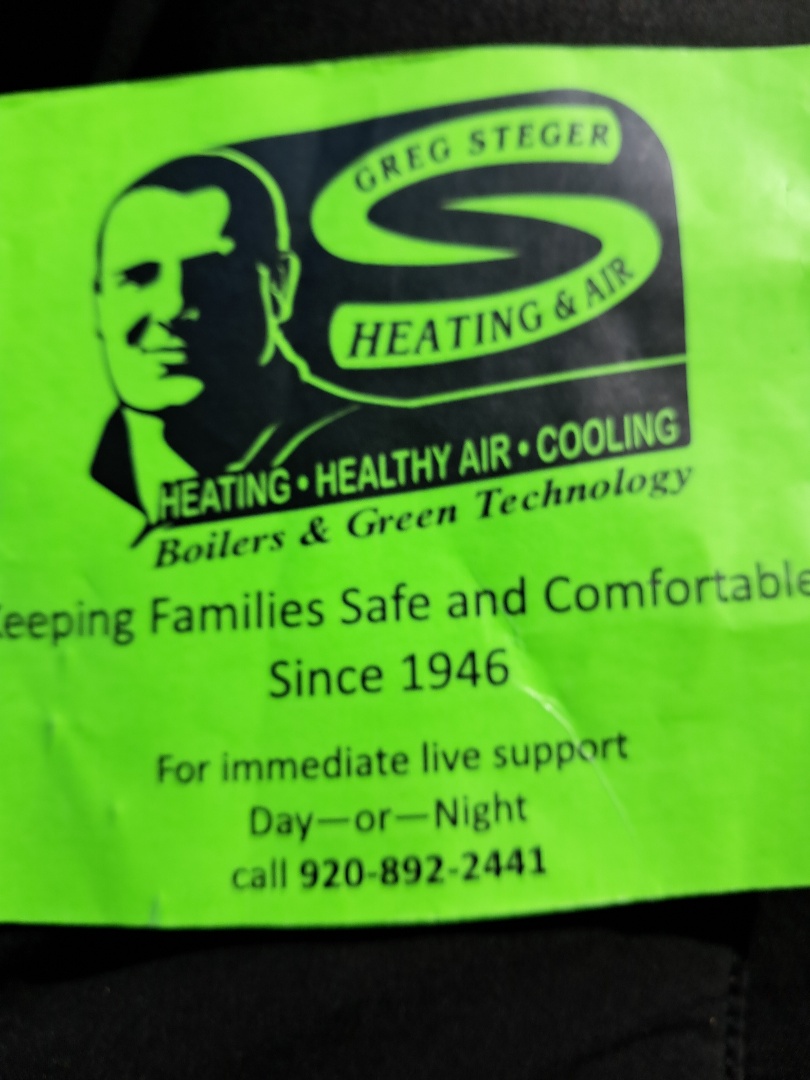 GREG STEGER
HEATING & AIR
HEATING • HEALTHY AIR • COOLING
Boilers & Green Technology
Keeping Families Safe and Comfortable
Since 1946
For immediate live support
Day—or—Night
call 920-892-2441